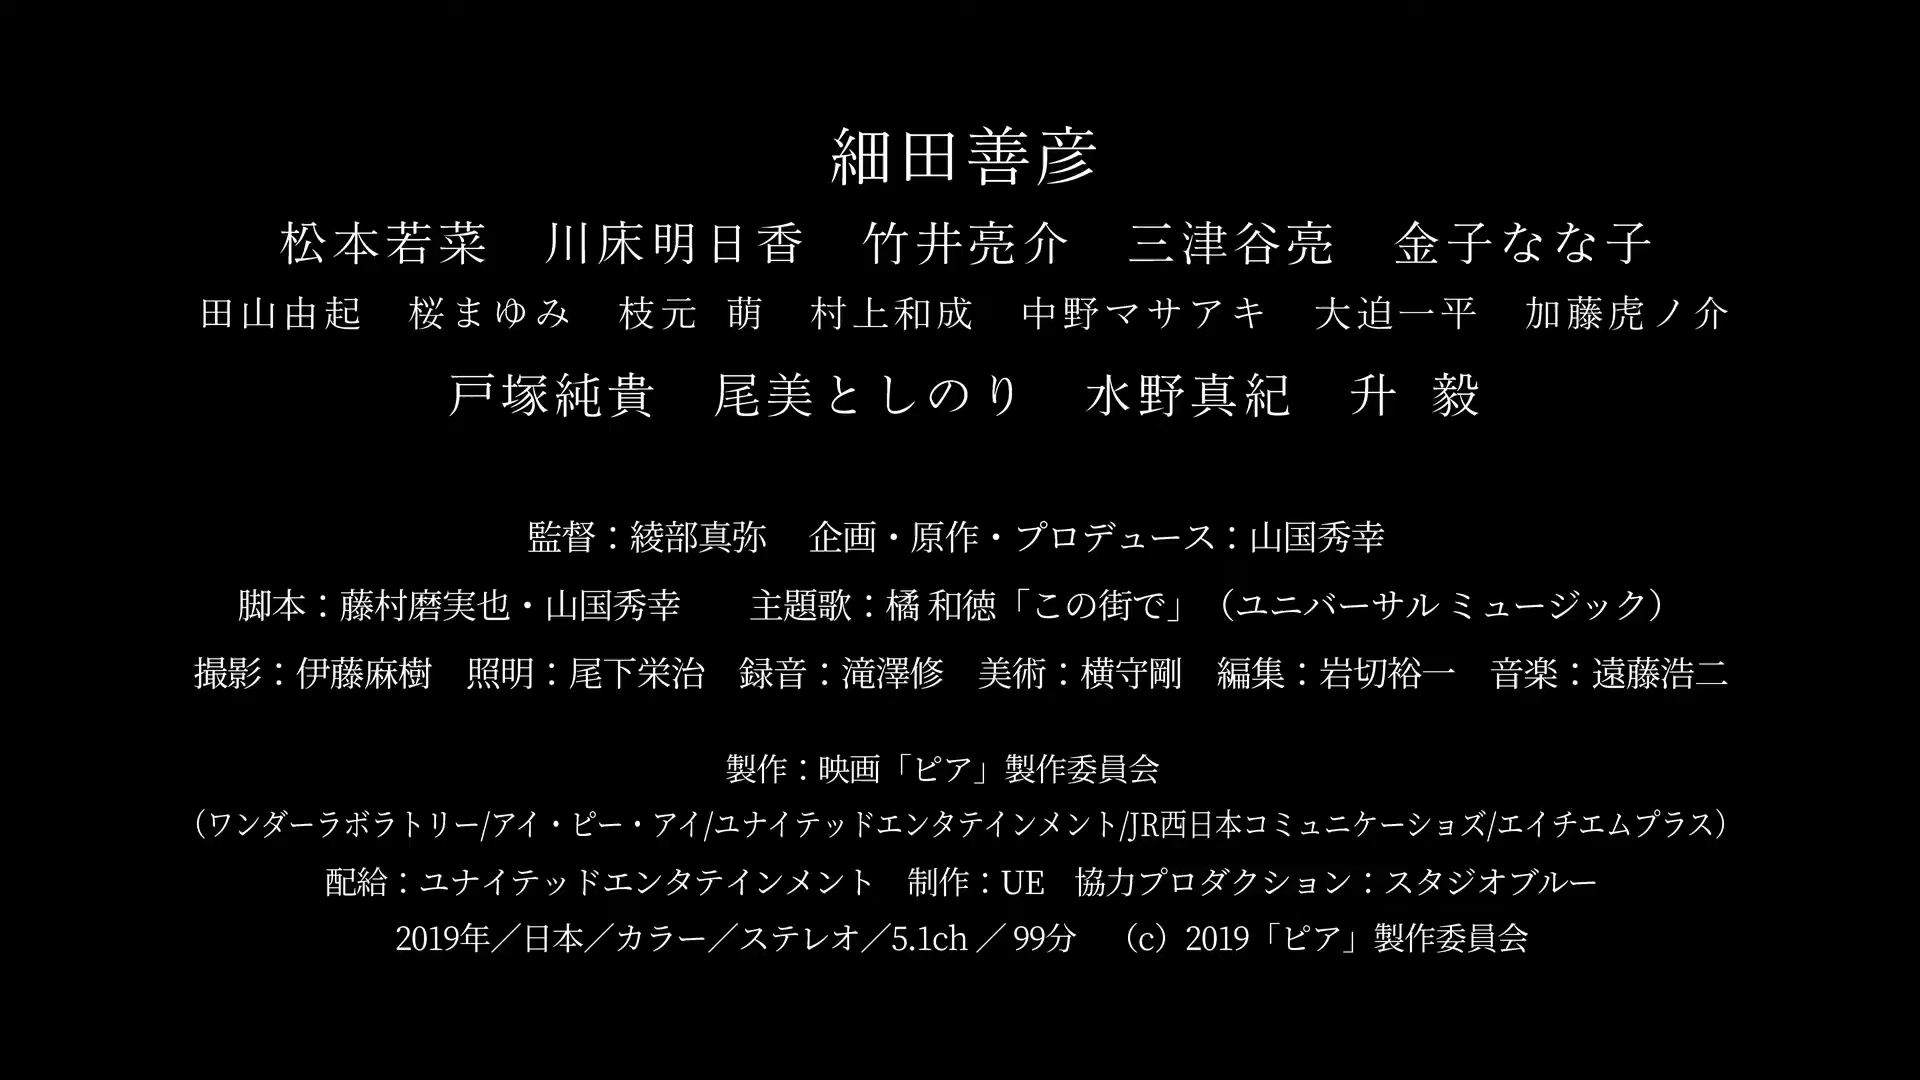 細田善彦
松本若菜　川床明日香　竹井亮介　三津谷亮　金子なな子
田山由起　桜まゆみ　枝元 萌　村上和成　中野マサアキ　大迫一平　加藤虎ノ介
戸塚純貴　尾美としのり　水野真紀　升 毅
監督：綾部真弥　企画・原作・プロデュース：山国秀幸
脚本：藤村磨実也・山国秀幸　　主題歌：橘 和徳「この街で」（ユニバーサル ミュージック）
撮影：伊藤麻樹　照明：尾下栄治　録音：滝澤修　美術：横守剛　編集：岩切裕一　音楽：遠藤浩二
製作：映画「ピア」製作委員会
（ワンダーラボラトリー/アイ・ピー・アイ/ユナイテッドエンタテインメント/JR西日本コミュニケーショズ/エイチエムプラス）
配給：ユナイテッドエンタテインメント　制作：UE　協力プロダクション：スタジオブルー
2019年／日本／カラー／ステレオ／5.1ch ／ 99分　（c）2019「ピア」製作委員会